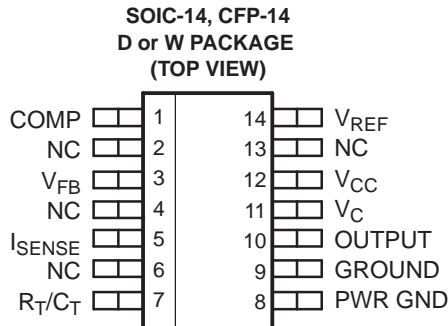 SOIC-14, CFP-14
D or W PACKAGE
(TOP VIEW)
COMP 1 14 VREF
NC 2 13 NC
VFB 3 12 VCC
NC 4 11 VC
ISENSE 5 10 OUTPUT
NC 6 9 GROUND
RT/CT 7 8 PWR GND